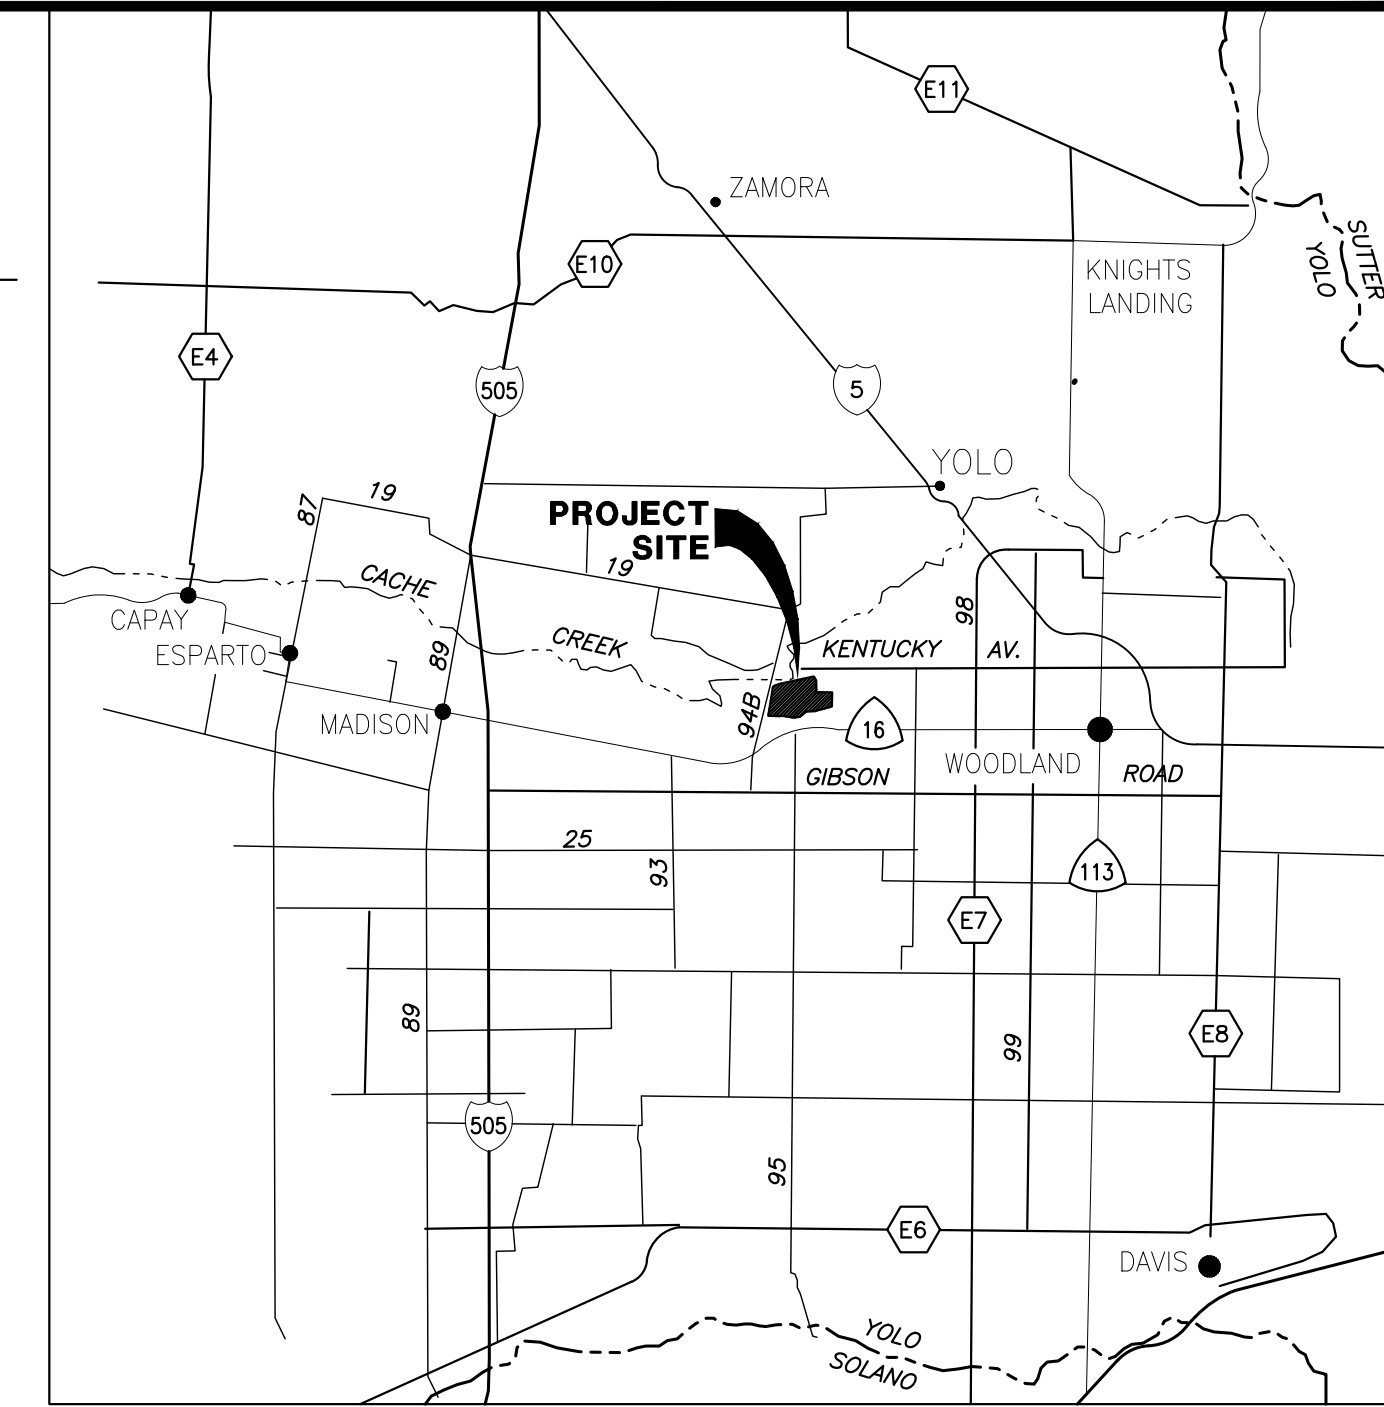 E11
ZAMORA
SUTTER
YOLO
E10
KNIGHTS
LANDING
E4
505
5
YOLO
87
19
PROJECT
SITE
19
CACHE
98
CAPAY
ESPARTO
89
CREEK
KENTUCKY AV.
MADISON
94B
16
WOODLAND
GIBSON ROAD
25
93
113
E7
89
99
E8
505
95
E6
DAVIS
YOLO
SOLANO